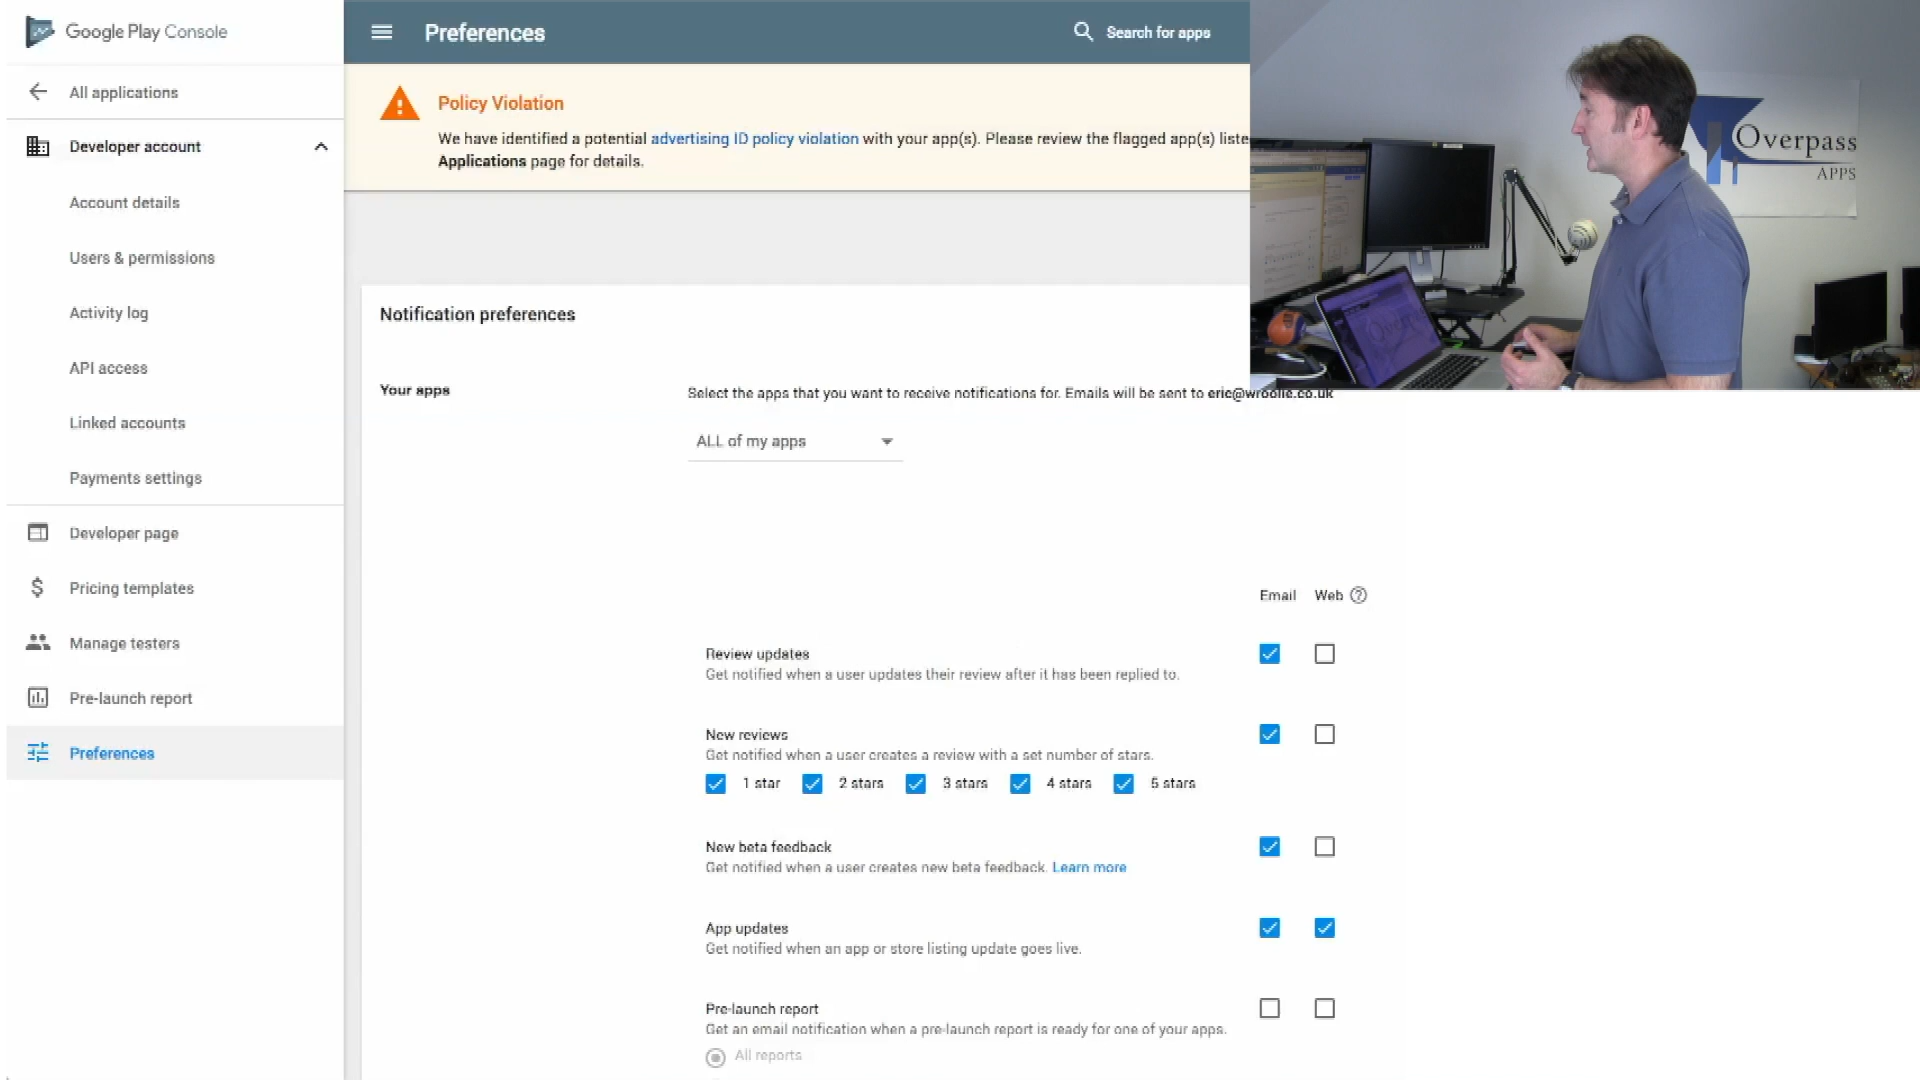 Google Play Console
Preferences
Search for apps
All applications
Policy Violation
We have identified a potential advertising ID policy violation with your app(s). Please review the flagged app(s) liste
Applications page for details.
Developer account
Account details
Users & permissions
Activity log
API access
Linked accounts
Payments settings
Developer page
Pricing templates
Manage testers
Pre-launch report
Preferences
Overpass
APPS
Notification preferences
Your apps
Select the apps that you want to receive notifications for. Emails will be sent to eric@wroolie.co.uk
ALL of my apps
Email Web
Review updates
Get notified when a user updates their review after it has been replied to.
New reviews
Get notified when a user creates a review with a set number of stars.
1 star 2 stars 3 stars 4 stars 5 stars
New beta feedback
Get notified when a user creates new beta feedback. Learn more
App updates
Get notified when an app or store listing update goes live.
Pre-launch report
Get an email notification when a pre-launch report is ready for one of your apps.
All reports